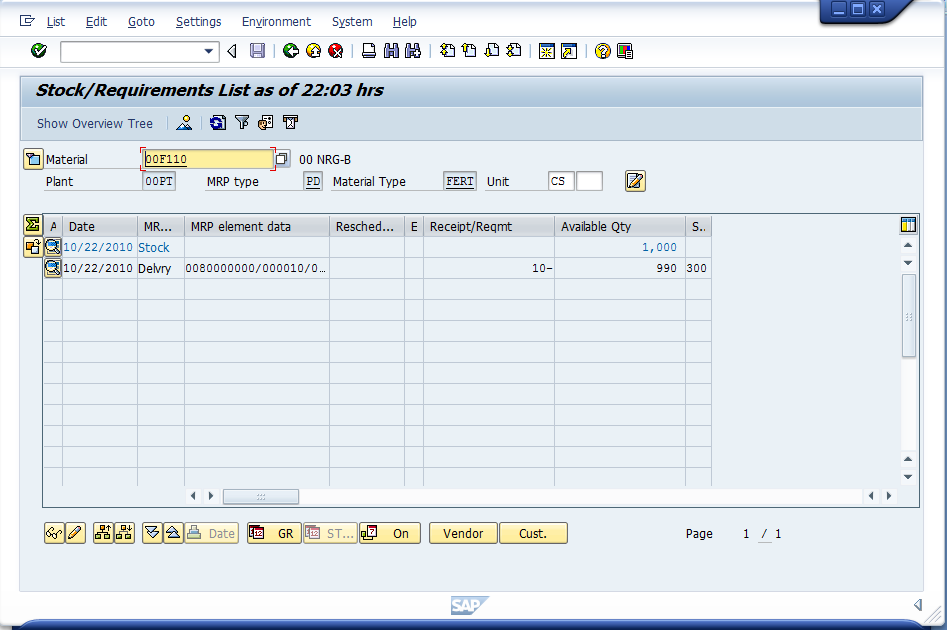 List Edit Goto Settings Environment System Help
Stock/Requirements List as of 22:03 hrs
Show Overview Tree
Material 00F110 00 NRG-B
Plant 00PT MRP type PD Material Type FERT Unit CS
A Date MR... MRP element data Resched... E Receipt/Reqmt Available Qty S..
10/22/2010 Stock 1,000
10/22/2010 Delvry 0080000000/000010/0... 10- 990 300
Date GR ST... On Vendor Cust. Page 1 / 1
SAP